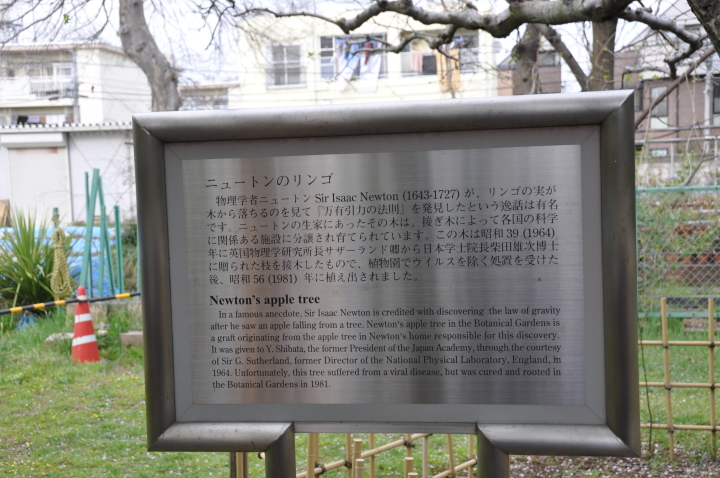 ニュートンのリンゴ
物理学者ニュートン Sir Isaac Newton (1643-1727) が、リンゴの実が
木から落ちるのを見て『万有引力の法則』を発見したという逸話は有名
です。ニュートンの生家にあったその木は、接ぎ木によって各国の科学
に関係ある施設に分譲され育てられています。この木は昭和 39 (1964)
年に英国物理学研究所長サザーランド卿から日本学士院長柴田雄次博士
に贈られた枝を接木したもので、植物園でウイルスを除く処置を受けた
後、昭和 56 (1981) 年に植え出されました。
Newton's apple tree
In a famous anecdote, Sir Isaac Newton is credited with discovering the law of gravity
after he saw an apple falling from a tree. Newton's apple tree in the Botanical Gardens is
a graft originating from the apple tree in Newton's home responsible for this discovery.
It was given to Y. Shibata, the former President of the Japan Academy, through the courtesy
of Sir G. Sutherland, former Director of the National Physical Laboratory, England, in
1964. Unfortunately, this tree suffered from a viral disease, but was cured and rooted in
the Botanical Gardens in 1981.